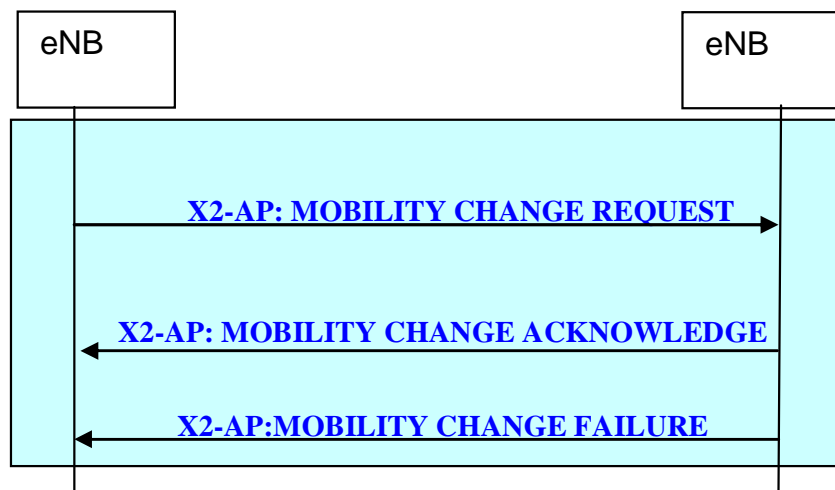 eNB
eNB
X2-AP: MOBILITY CHANGE REQUEST
X2-AP: MOBILITY CHANGE ACKNOWLEDGE
X2-AP:MOBILITY CHANGE FAILURE